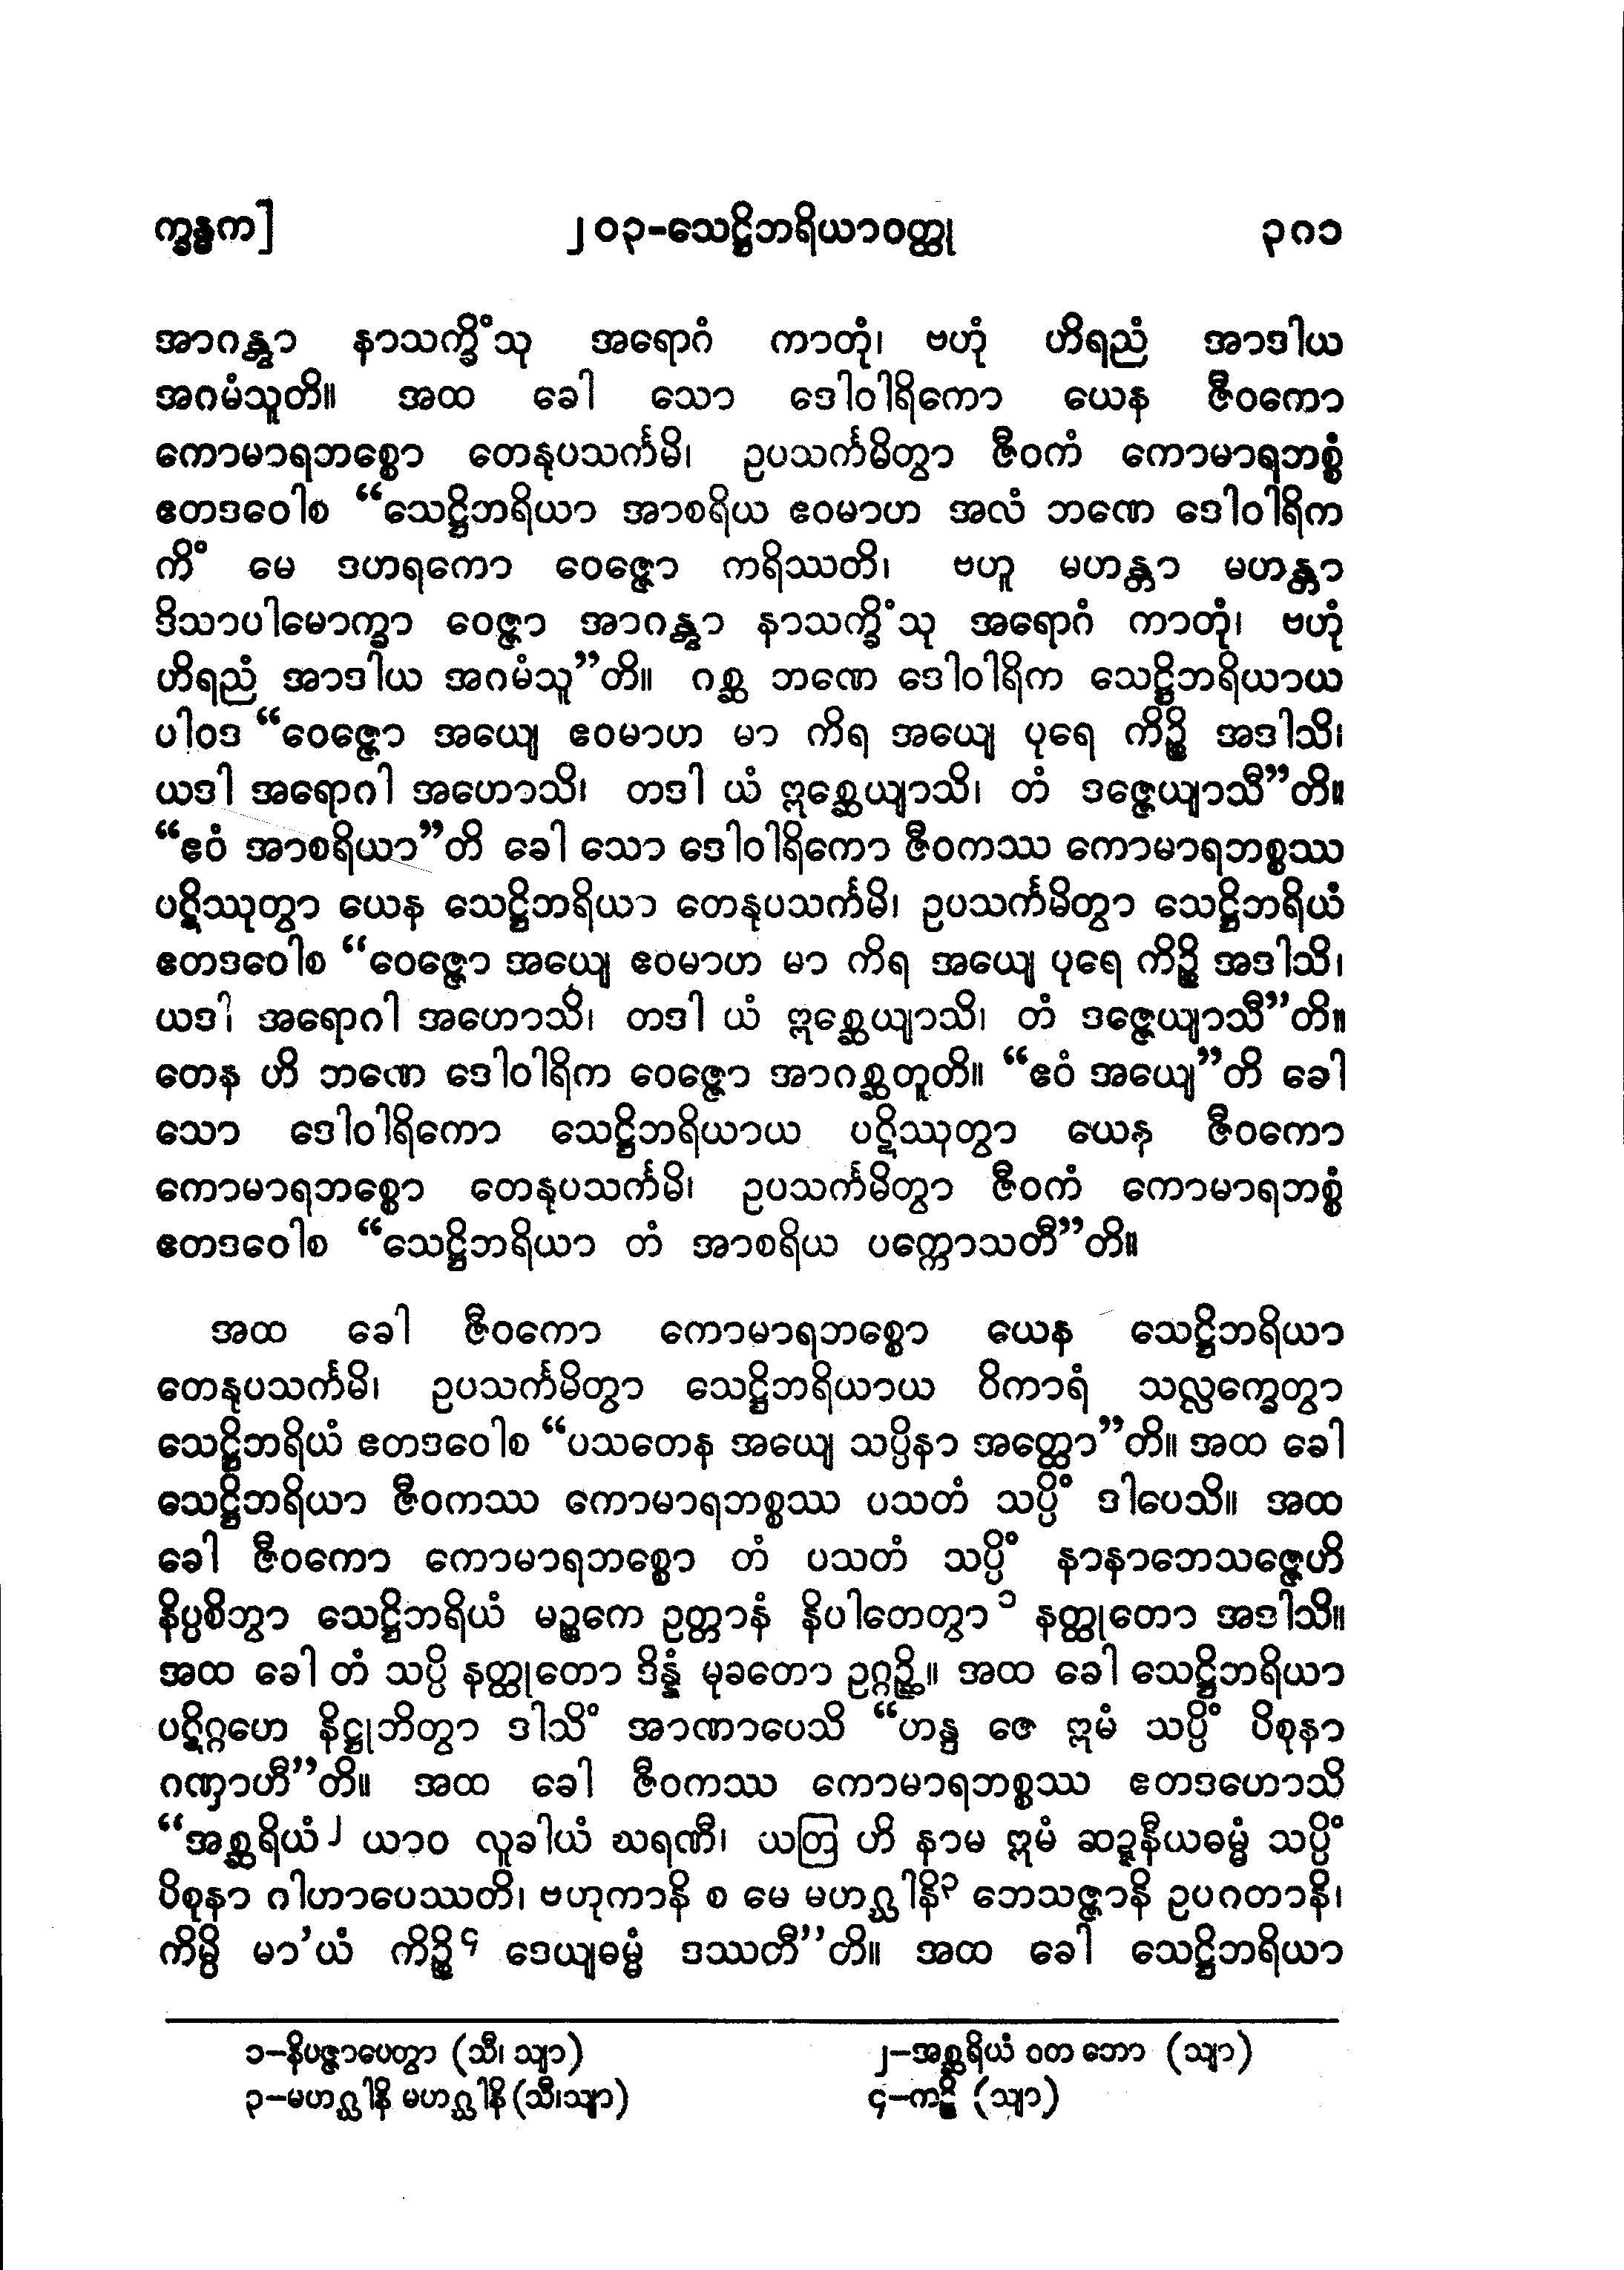 က္ခန္ဓက]	၂၀၃-သေဋ္ဌိဘရိယာဝတ္ထု	၃၈၁
အာဂန္တွာ နာသက္ခိံသု အရောဂံ ကာတုံ၊ ဗဟုံ ဟိရညံ အာဒါယ
အဂမံသူတိ။ အထ ခေါ သော ဒေါဝါရိကော ယေန ဇီဝကော
ကောမာရဘစ္စော တေနုပသင်္ကမိ၊ ဥပသင်္ကမိတွာ ဇီဝကံ ကောမာရဘစ္စံ
ဧတဒဝေါစ “သေဋ္ဌိဘရိယာ အာစရိယ ဧဝမာဟ အလံ ဘဏေ ဒေါဝါရိက
ကိံ မေ ဒဟရကော ဝေဇ္ဇော ကရိဿတိ၊ ဗဟူ မဟန္တာ မဟန္တာ
ဒိသာပါမောက္ခာ ဝေဇ္ဇာ အာဂန္တွာ နာသက္ခိံသု အရောဂံ ကာတုံ၊ ဗဟုံ
ဟိရညံ အာဒါယ အဂမံသူ”တိ။ ဂစ္ဆ ဘဏေ ဒေါဝါရိက သေဋ္ဌိဘရိယာယ
ပါဝဒ “ဝေဇ္ဇော အယျေ ဧဝမာဟ မာ ကိရ အယျေ ပုရေ ကိဉ္စိ အဒါသိ၊
ယဒါ အရောဂါ အဟောသိ၊ တဒါ ယံ ဣစ္ဆေယျာသိ၊ တံ ဒဇ္ဇေယျာသီ”တိ။
“ဧဝံ အာစရိယာ”တိ ခေါ သော ဒေါဝါရိကော ဇီဝကဿ ကောမာရဘစ္စဿ
ပဋိဿုတွာ ယေန သေဋ္ဌိဘရိယာ တေနုပသင်္ကမိ၊ ဥပသင်္ကမိတွာ သေဋ္ဌိဘရိယံ
ဧတဒဝေါစ “ဝေဇ္ဇော အယျေ ဧဝမာဟ မာ ကိရ အယျေ ပုရေ ကိဉ္စိ အဒါသိ၊
ယဒါ အရောဂါ အဟောသိ၊ တဒါ ယံ ဣစ္ဆေယျာသိ၊ တံ ဒဇ္ဇေယျာသီ”တိ။
တေန ဟိ ဘဏေ ဒေါဝါရိက ဝေဇ္ဇော အာဂစ္ဆတူတိ။ “ဧဝံ အယျေ”တိ ခေါ
သော ဒေါဝါရိကော သေဋ္ဌိဘရိယာယ ပဋိဿုတွာ ယေန ဇီဝကော
ကောမာရဘစ္စော တေနုပသင်္ကမိ၊ ဥပသင်္ကမိတွာ ဇီဝကံ ကောမာရဘစ္စံ
ဧတဒဝေါစ “သေဋ္ဌိဘရိယာ တံ အာစရိယ ပက္ကောသတီ”တိ။
အထ ခေါ ဇီဝကော ကောမာရဘစ္စော ယေန သေဋ္ဌိဘရိယာ
တေနုပသင်္ကမိ၊ ဥပသင်္ကမိတွာ သေဋ္ဌိဘရိယာယ ဝိကာရံ သလ္လက္ခေတွာ
သေဋ္ဌိဘရိယံ ဧတဒဝေါစ “ပသတေန အယျေ သပ္ပိနာ အတ္ထော”တိ။ အထ ခေါ
သေဋ္ဌိဘရိယာ ဇီဝကဿ ကောမာရဘစ္စဿ ပသတံ သပ္ပိံ ဒါပေသိ။ အထ
ခေါ ဇီဝကော ကောမာရဘစ္စော တံ ပသတံ သပ္ပိံ နာနာဘေသဇ္ဇေဟိ
နိပ္ပစိတွာ သေဋ္ဌိဘရိယံ မဉ္စကေ ဥတ္တာနံ နိပါတေတွာ၁ နတ္ထုတော အဒါသိ။
အထ ခေါ တံ သပ္ပိ နတ္ထုတော ဒိန္နံ မုခတော ဥဂ္ဂဉ္ဆိ။ အထ ခေါ သေဋ္ဌိဘရိယာ
ပဋိဂ္ဂဟေ နိဋ္ဌုဘိတွာ ဒါသိံ အာဏာပေသိ “ဟန္ဒ ဇေ ဣမံ သပ္ပိံ ပိစုနာ
ဂဏှာဟီ”တိ။ အထ ခေါ ဇီဝကဿ ကောမာရဘစ္စဿ ဧတဒဟောသိ
“အစ္ဆရိယံ၂ ယာဝ လူခါယံ ဃရဏီ၊ ယတြ ဟိ နာမ ဣမံ ဆဍ္ဍနီယဓမ္မံ သပ္ပိံ
ပိစုနာ ဂါဟာပေဿတိ၊ ဗဟုကာနိ စ မေ မဟဂ္ဃါနိ၃ ဘေသဇ္ဇာနိ ဥပဂတာနိ၊
ကိမ္ပိ မာ’ယံ ကိဉ္စိ၄ ဒေယျဓမ္မံ ဒဿတီ”တိ။ အထ ခေါ သေဋ္ဌိဘရိယာ
၁-နိပဇ္ဇာပေတွာ (သီ၊ သျာ)	၂-အစ္ဆရိယံ ဝတ ဘော (သျာ)
၃-မဟဂ္ဃါနိ မဟဂ္ဃါနိ (သီ၊သျာ)	၄-ကဉ္စိ (သျာ)